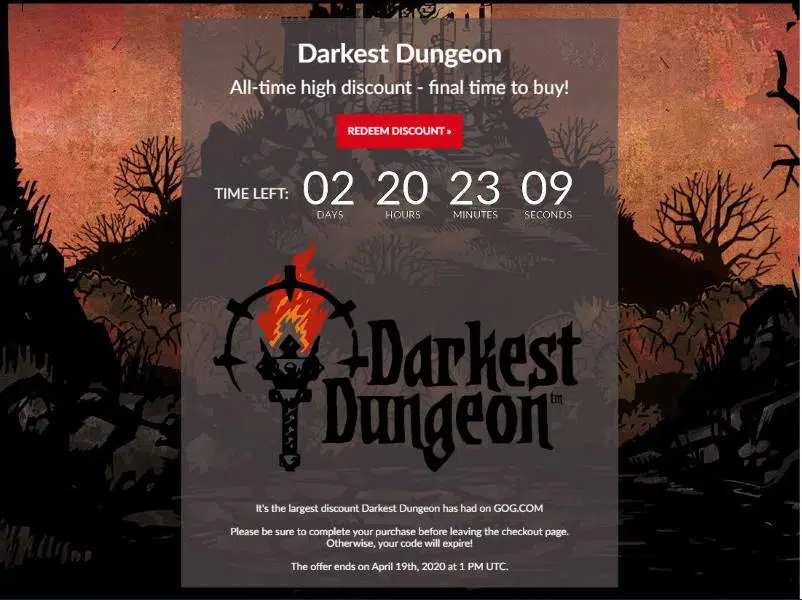 Darkest Dungeon
All-time high discount - final time to buy!
REDEEM DISCOUNT »
TIME LEFT: 02 20 23 09
DAYS HOURS MINUTES SECONDS
Darkest
Dungeon™
It's the largest discount Darkest Dungeon has had on GOG.COM
Please be sure to complete your purchase before leaving the checkout page.
Otherwise, your code will expire!
The offer ends on April 19th, 2020 at 1 PM UTC.